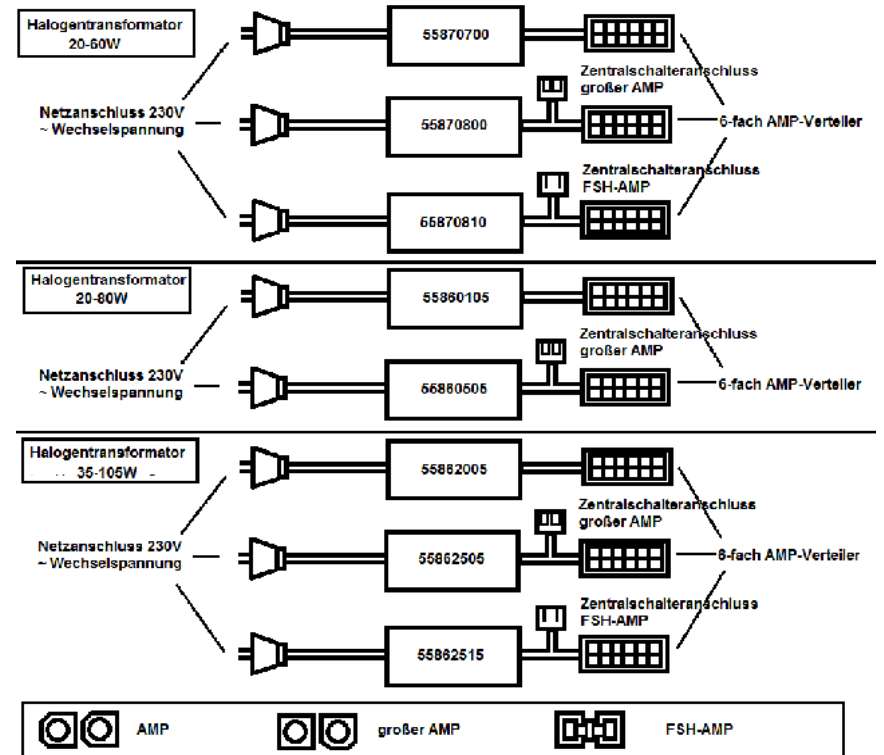 Halogentransformator
20-60W
55870700
Zentralschalteranschluss
großer AMP
Netzanschluss 230V
~ Wechselspannung
55870800
6-fach AMP-Verteiler
Zentralschalteranschluss
FSH-AMP
55870810
Halogentransformator
20-80W
55860105
Zentralschalteranschluss
großer AMP
Netzanschluss 230V
~ Wechselspannung
55860505
6-fach AMP-Verteiler
Halogentransformator
35-105W
55862005
Zentralschalteranschluss
großer AMP
Netzanschluss 230V
~ Wechselspannung
55862505
6-fach AMP-Verteiler
Zentralschalteranschluss
FSH-AMP
55862515
AMP
großer AMP
FSH-AMP